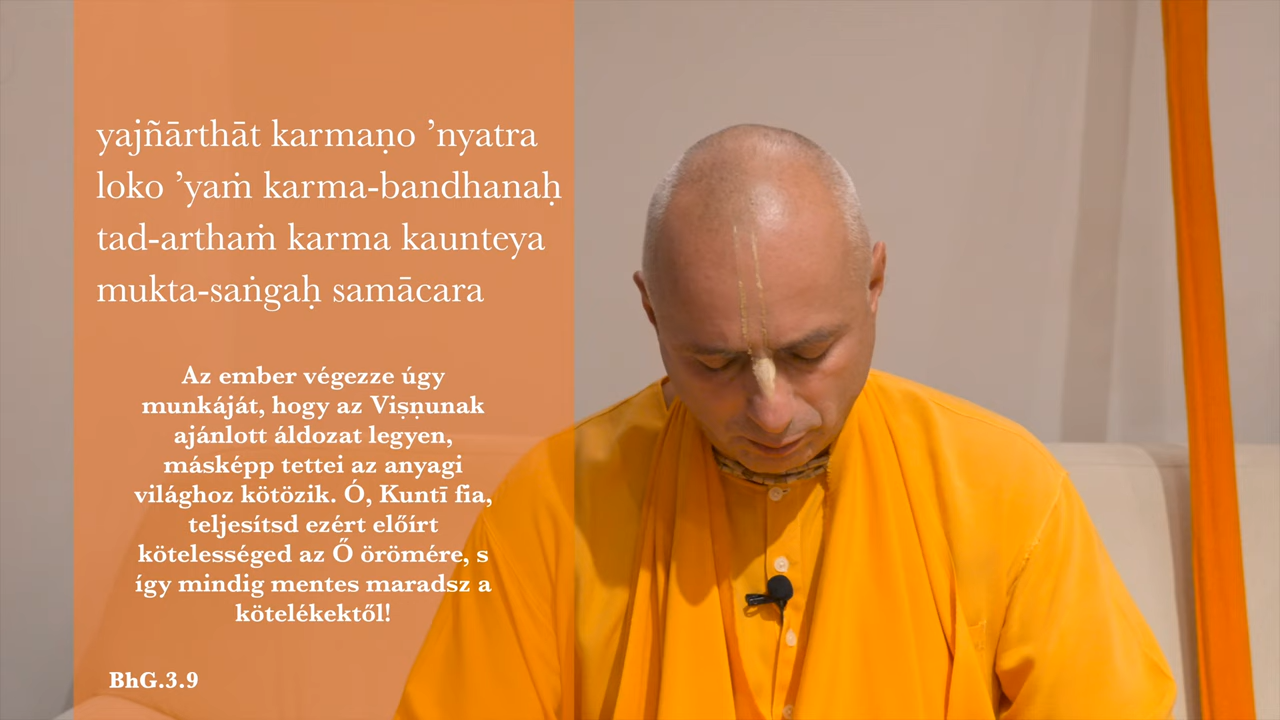 yajñārthāt karmaṇo ’nyatra
loko ’yaṁ karma-bandhanaḥ
tad-arthaṁ karma kaunteya
mukta-saṅgaḥ samācara
Az ember végezze úgy
munkáját, hogy az Viṣṇunak
ajánlott áldozat legyen,
másképp tettei az anyagi
világhoz kötözik. Ó, Kuntī fia,
teljesítsd ezért előírt
kötelességed az Ő örömére, s
így mindig mentes maradsz a
kötelékektől!
BhG.3.9